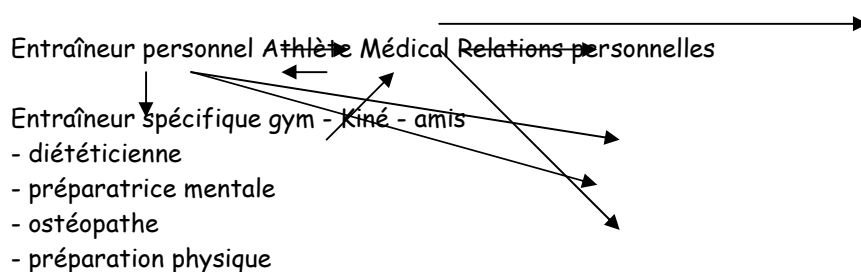 Entraîneur personnel Athlète Médical Relations personnelles
Entraîneur spécifique gym - Kiné - amis
- diététicienne
- préparatrice mentale
- ostéopathe
- préparation physique